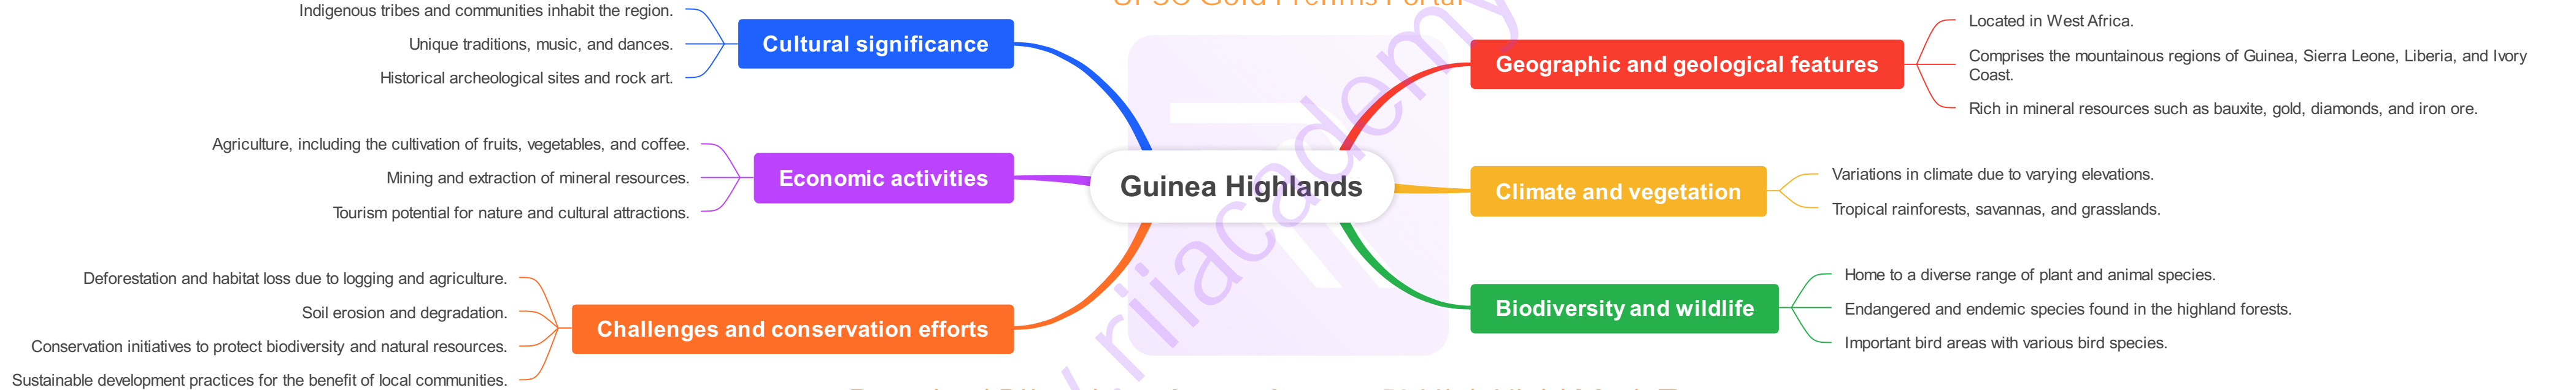 Guinea Highlands
Cultural significance
Indigenous tribes and communities inhabit the region.
Unique traditions, music, and dances.
Historical archeological sites and rock art.
Economic activities
Agriculture, including the cultivation of fruits, vegetables, and coffee.
Mining and extraction of mineral resources.
Tourism potential for nature and cultural attractions.
Challenges and conservation efforts
Deforestation and habitat loss due to logging and agriculture.
Soil erosion and degradation.
Conservation initiatives to protect biodiversity and natural resources.
Sustainable development practices for the benefit of local communities.
Geographic and geological features
Located in West Africa.
Comprises the mountainous regions of Guinea, Sierra Leone, Liberia, and Ivory
Coast.
Rich in mineral resources such as bauxite, gold, diamonds, and iron ore.
Climate and vegetation
Variations in climate due to varying elevations.
Tropical rainforests, savannas, and grasslands.
Biodiversity and wildlife
Home to a diverse range of plant and animal species.
Endangered and endemic species found in the highland forests.
Important bird areas with various bird species.